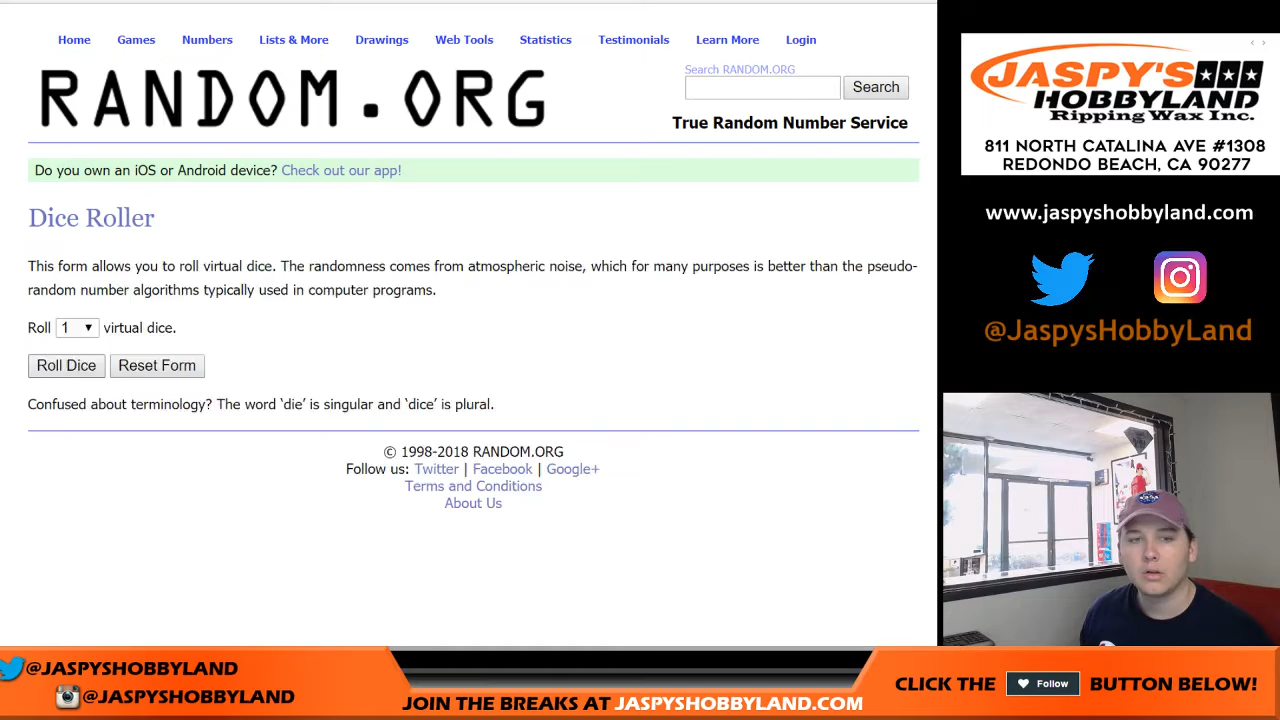 Home Games Numbers Lists & More Drawings Web Tools Statistics Testimonials Learn More Login
RANDOM.ORG
Search RANDOM.ORG
Search
True Random Number Service
Do you own an iOS or Android device? Check out our app!
Dice Roller
This form allows you to roll virtual dice. The randomness comes from atmospheric noise, which for many purposes is better than the pseudo-
random number algorithms typically used in computer programs.
Roll 1 virtual dice.
Roll Dice Reset Form
Confused about terminology? The word ‘die’ is singular and ‘dice’ is plural.
© 1998-2018 RANDOM.ORG
Follow us: Twitter | Facebook | Google+
Terms and Conditions
About Us
JASPY'S
HOBBYLAND
Ripping Wax Inc.
811 NORTH CATALINA AVE #1308
REDONDO BEACH, CA 90277
www.jaspyshobbyland.com
@JaspysHobbyLand
@JASPYSHOBBYLAND
@JASPYSHOBBYLAND
JOIN THE BREAKS AT JASPYSHOBBYLAND.COM
CLICK THE Follow BUTTON BELOW!